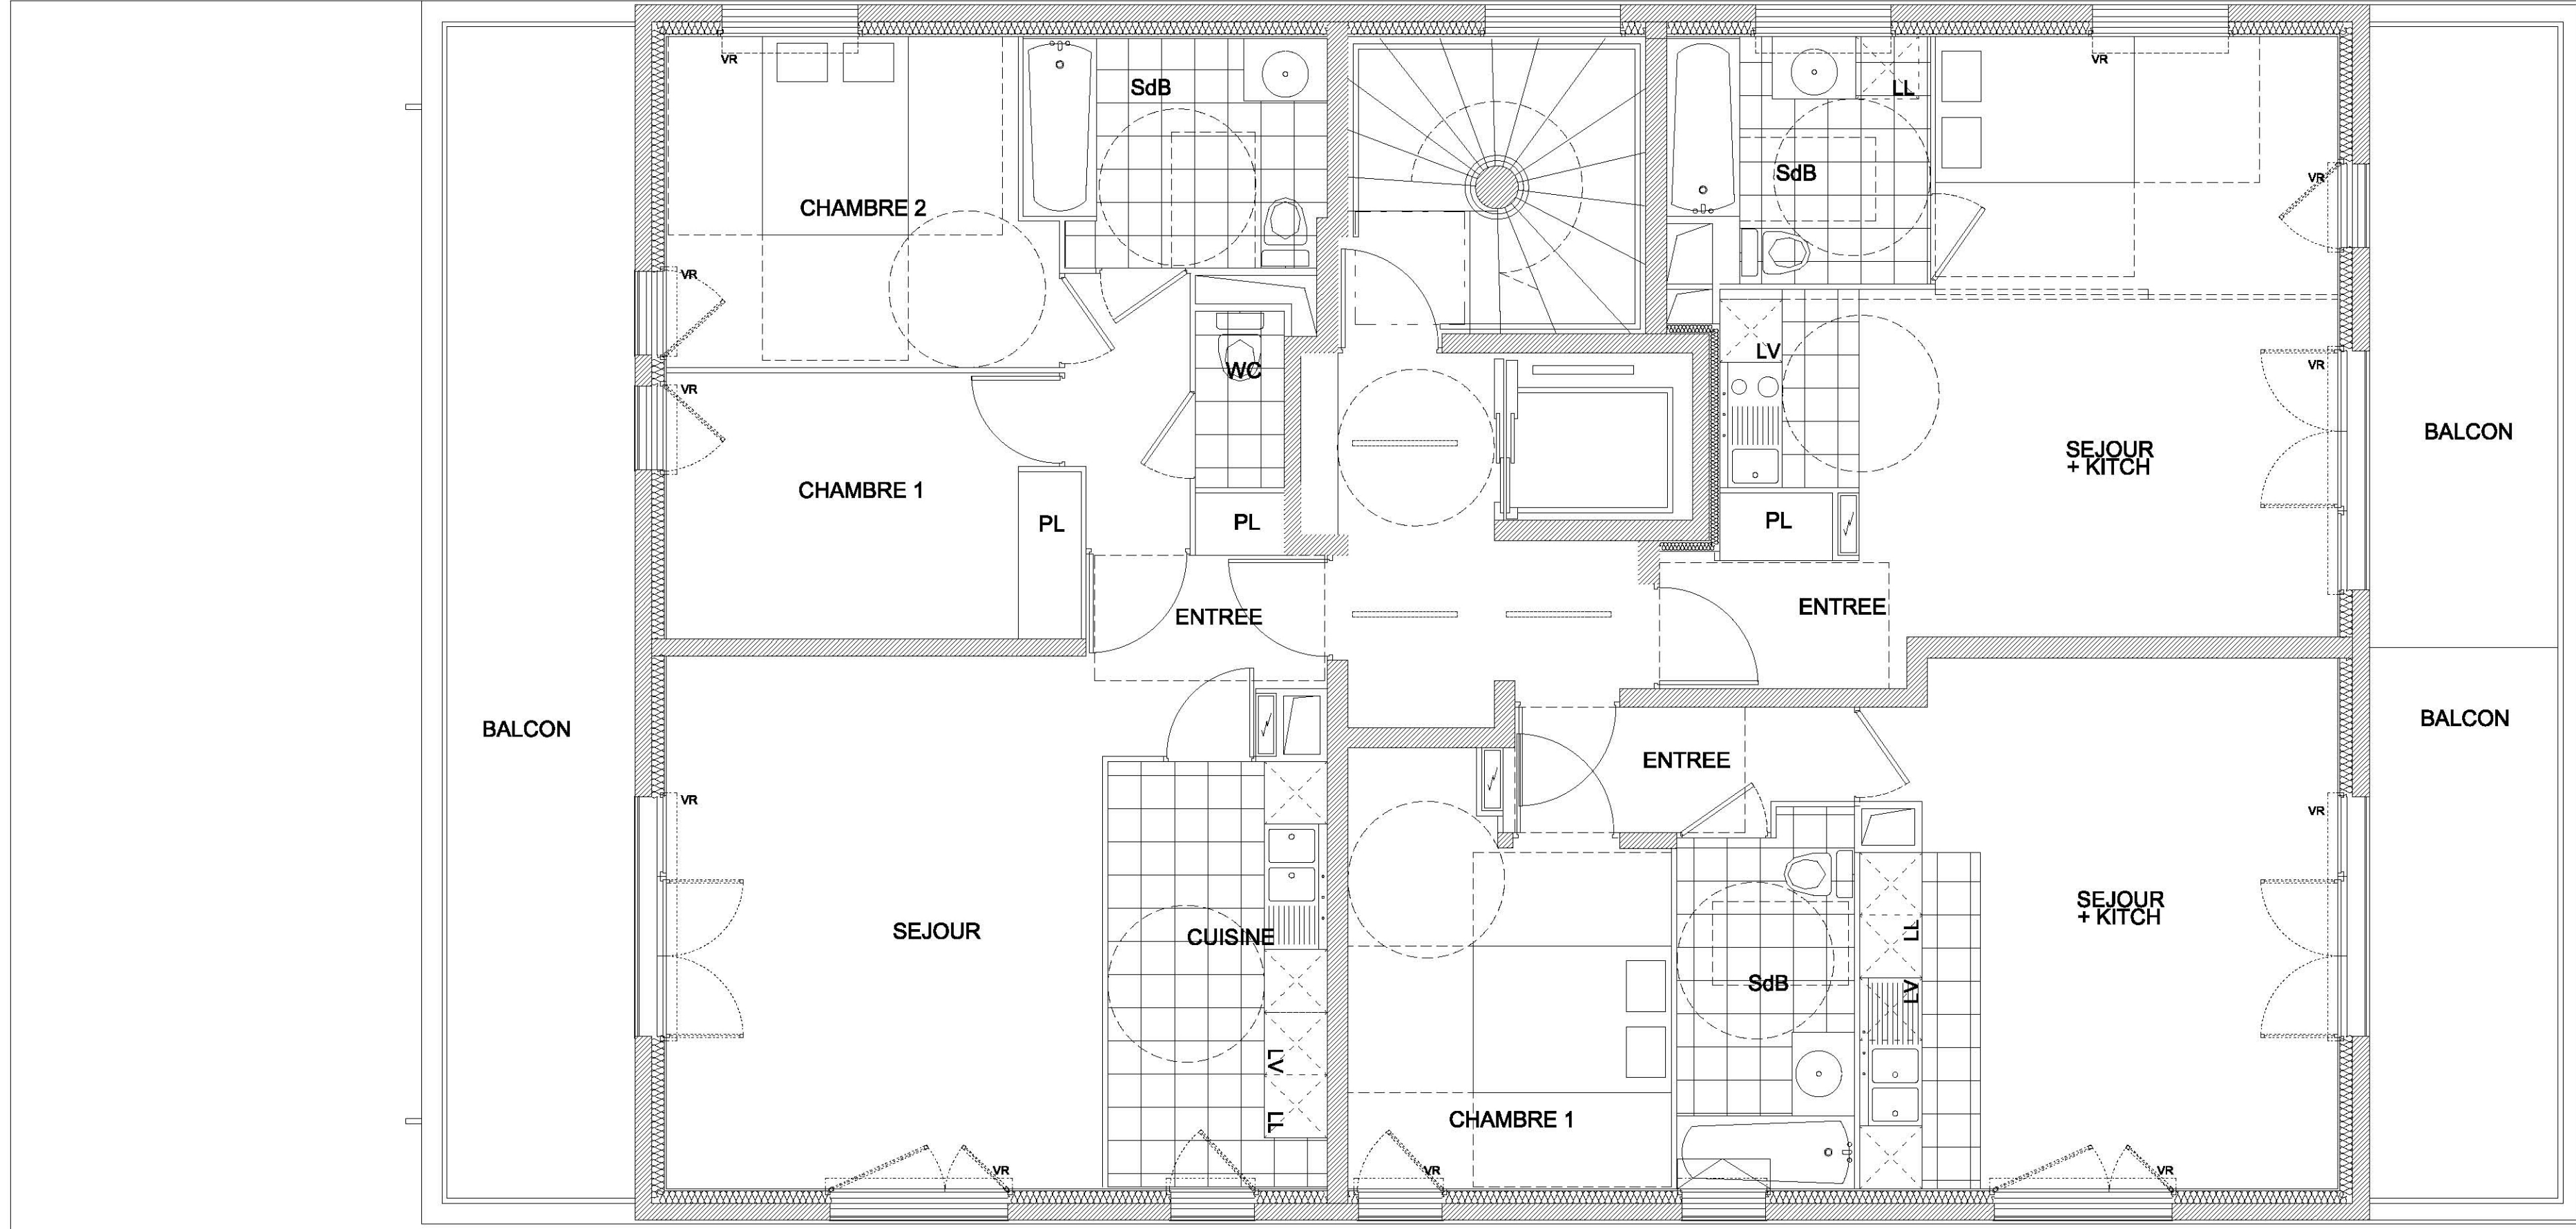 VR
SdB
CHAMBRE 2
VR
WC
VR
CHAMBRE 1
PL
PL
ENTREE
BALCON
VR
SEJOUR
CUISINE
LV
LL
VR
LL
VR
SdB
VR
LV
VR
SEJOUR
+ KITCH
BALCON
PL
ENTREE
ENTREE
BALCON
VR
SEJOUR
+ KITCH
LL
LV
SdB
CHAMBRE 1
VR
VR